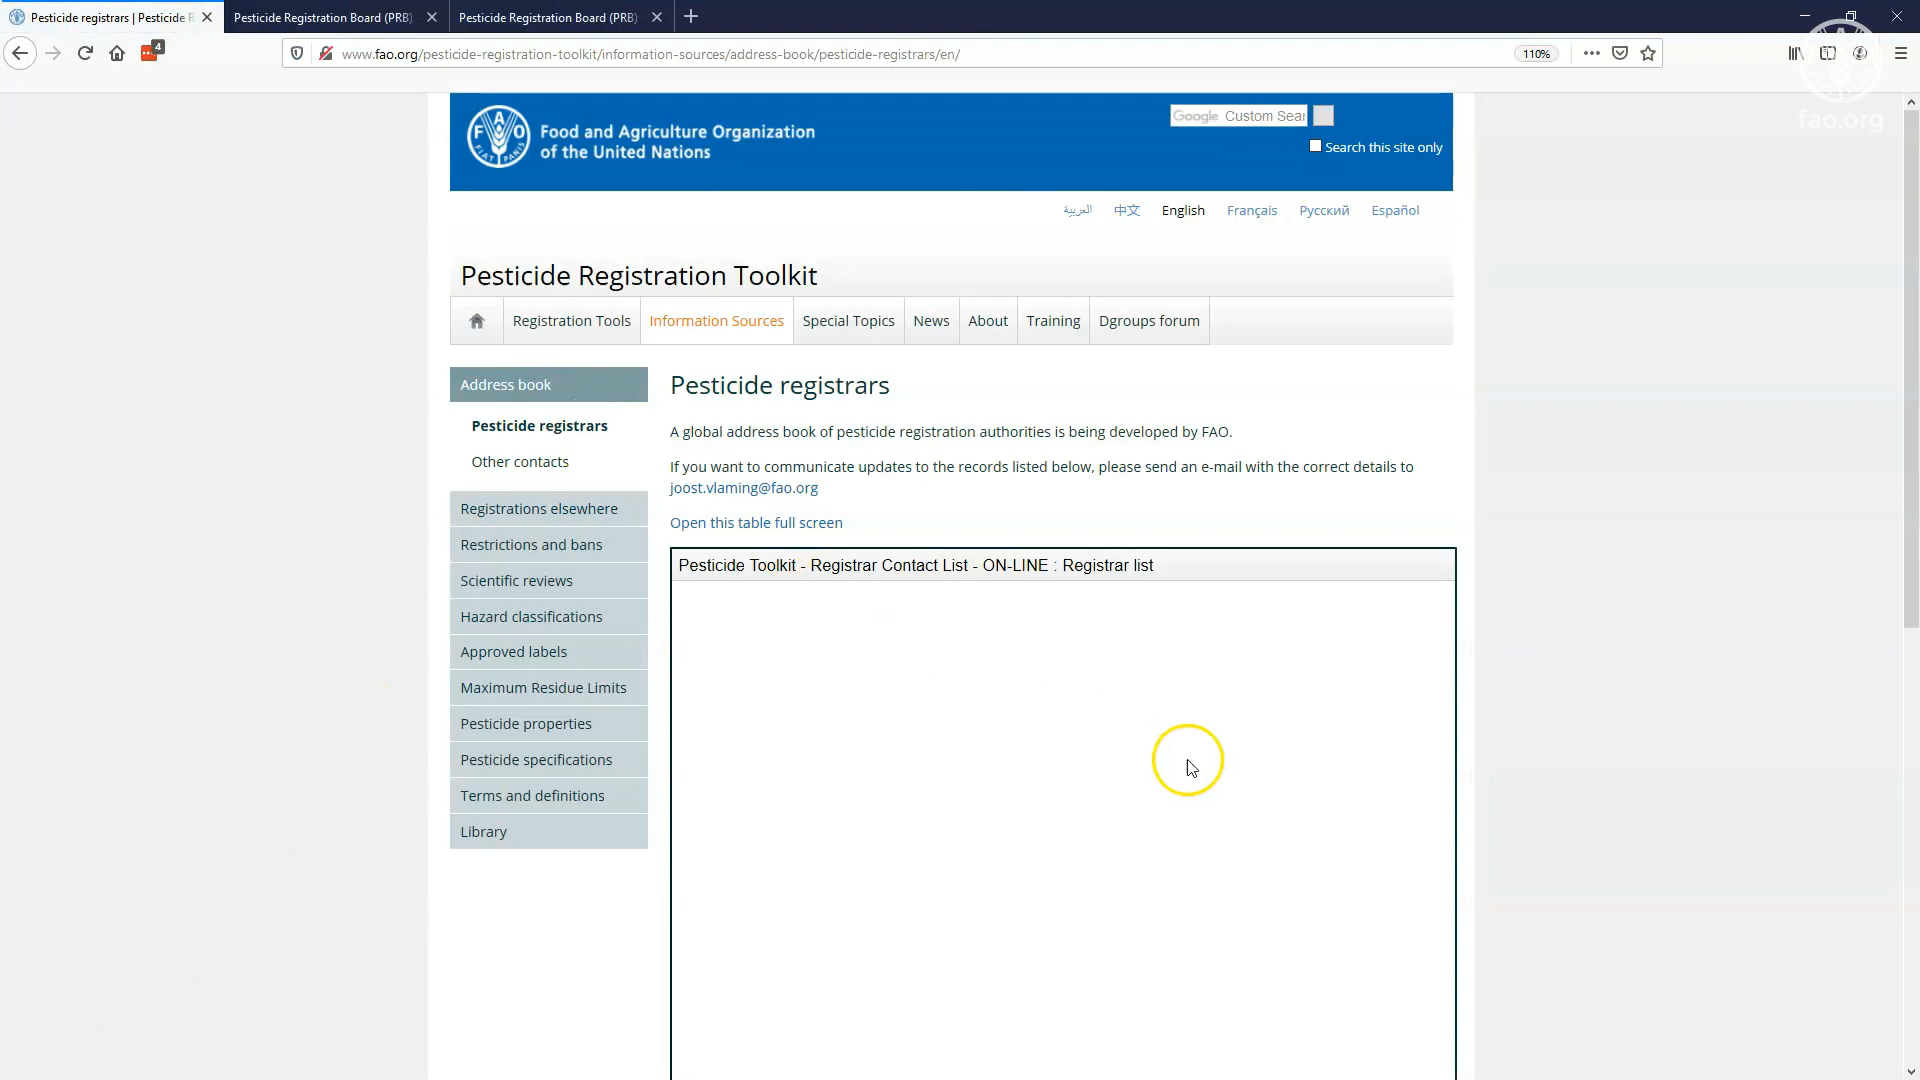 Pesticide registrars | Pesticide R
Pesticide Registration Board (PRB)
Pesticide Registration Board (PRB)
4
www.fao.org/pesticide-registration-toolkit/information-sources/address-book/pesticide-registrars/en/
110%
fao.org
FAO
FIAT PANIS
Food and Agriculture Organization
of the United Nations
Google Custom Sear
Search this site only
العربية 中文 English Français Русский Español
Pesticide Registration Toolkit
Registration Tools Information Sources Special Topics News About Training Dgroups forum
Address book
Pesticide registrars
Other contacts
Registrations elsewhere
Restrictions and bans
Scientific reviews
Hazard classifications
Approved labels
Maximum Residue Limits
Pesticide properties
Pesticide specifications
Terms and definitions
Library
Pesticide registrars
A global address book of pesticide registration authorities is being developed by FAO.
If you want to communicate updates to the records listed below, please send an e-mail with the correct details to
joost.vlaming@fao.org
Open this table full screen
Pesticide Toolkit - Registrar Contact List - ON-LINE : Registrar list